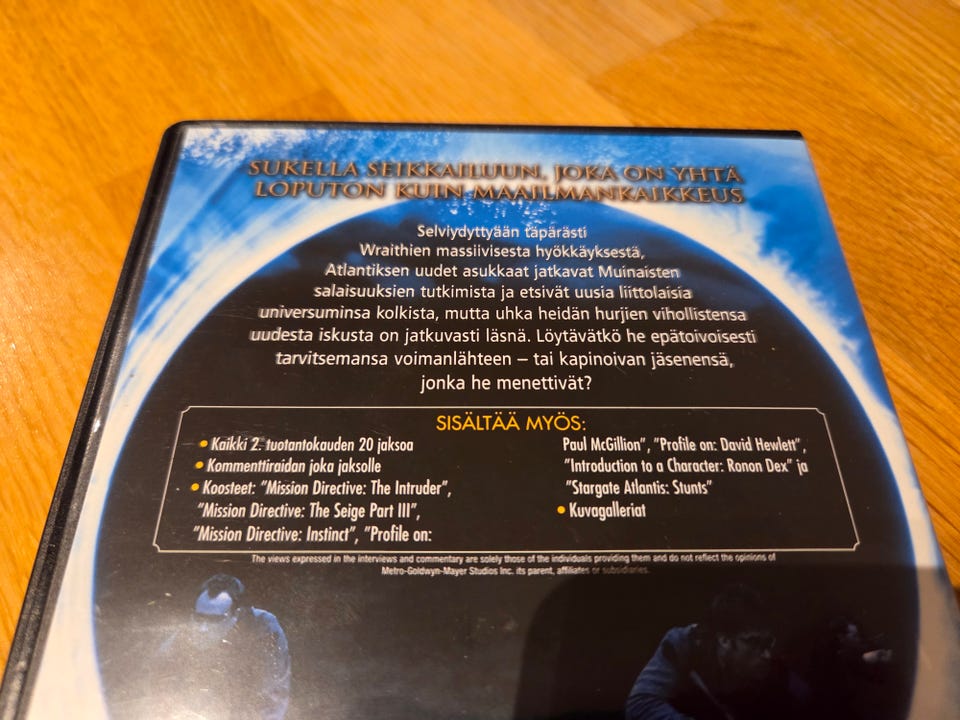 SUKELLA SEIKKAILUUN, JOKA ON YHTÄ
LOPUTON KUIN MAAILMANKAIKKEUS
Selviydyttyään täpärästi
Wraithien massiivisesta hyökkäyksestä,
Atlantiksen uudet asukkaat jatkavat Muinaisten
salaisuuksien tutkimista ja etsivät uusia liittolaisia
universuminsa kolkista, mutta uhka heidän hurjien vihollistensa
uudesta iskusta on jatkuvasti läsnä. Löytävätkö he epätoivoisesti
tarvitsemansa voimanlähteen – tai kapinoivan jäsenensä,
jonka he menettivät?
SISÄLTÄÄ MYÖS:
• Kaikki 2. tuotantokauden 20 jaksoa
• Kommenttiraidan joka jaksolle
• Koosteet: "Mission Directive: The Intruder",
"Mission Directive: The Seige Part III",
"Mission Directive: Instinct", "Profile on:
Paul McGillion", "Profile on: David Hewlett",
"Introduction to a Character: Ronon Dex" ja
"Stargate Atlantis: Stunts"
• Kuvagalleriat
The views expressed in the interviews and commentary are solely those of the individuals providing them and do not reflect the opinions of
Metro-Goldwyn-Mayer Studios Inc. its parent, affiliates or subsidiaries.